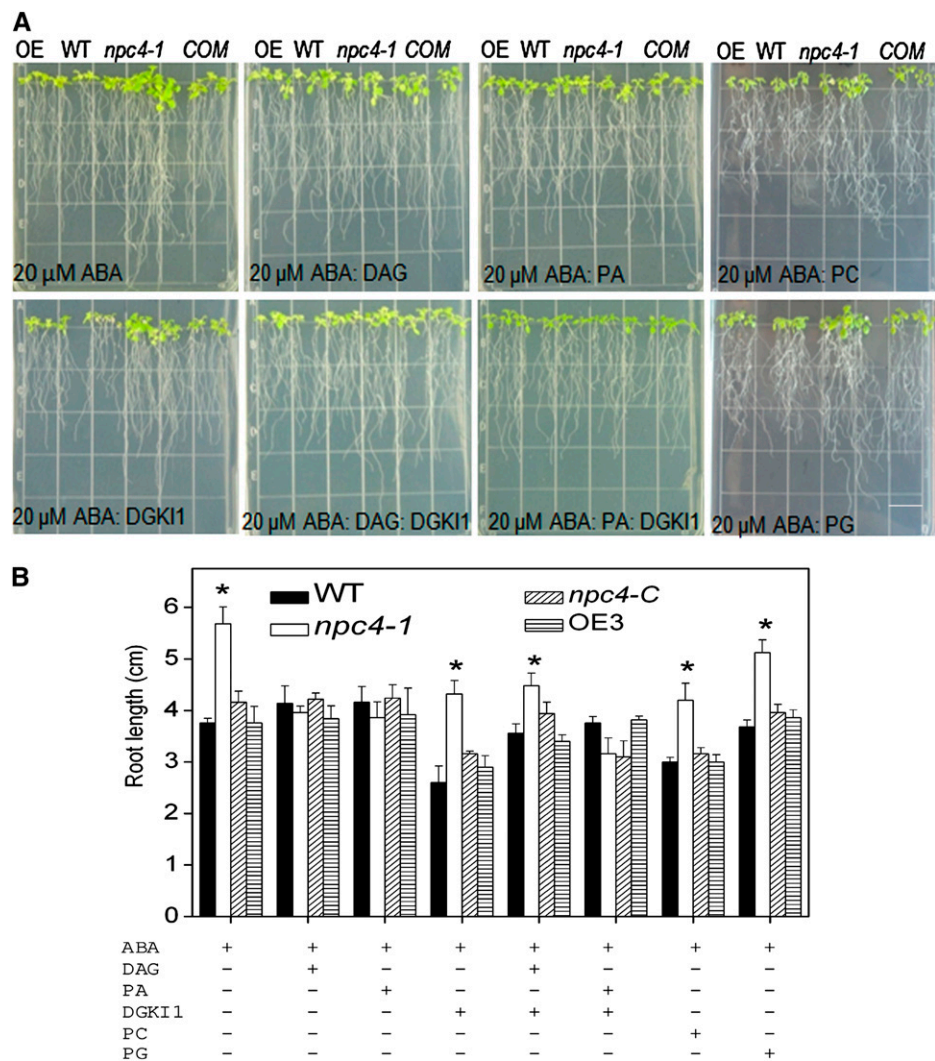 A
OE WT npc4-1 COM OE WT npc4-1 COM OE WT npc4-1 COM OE WT npc4-1 COM
20 µM ABA 20 µM ABA: DAG 20 µM ABA: PA 20 µM ABA: PC
20 µM ABA: DGKI1 20 µM ABA: DAG: DGKI1 20 µM ABA: PA: DGKI1 20 µM ABA: PG
B
WT npc4-C
npc4-1 OE3
* * * * *
Root length (cm)
6
5
4
3
2
1
0
ABA + + + + + + + +
DAG – + – – + – – –
PA – – + – – + – –
DGKI1 – – – + + + – –
PC – – – – – – + –
PG – – – – – – – +